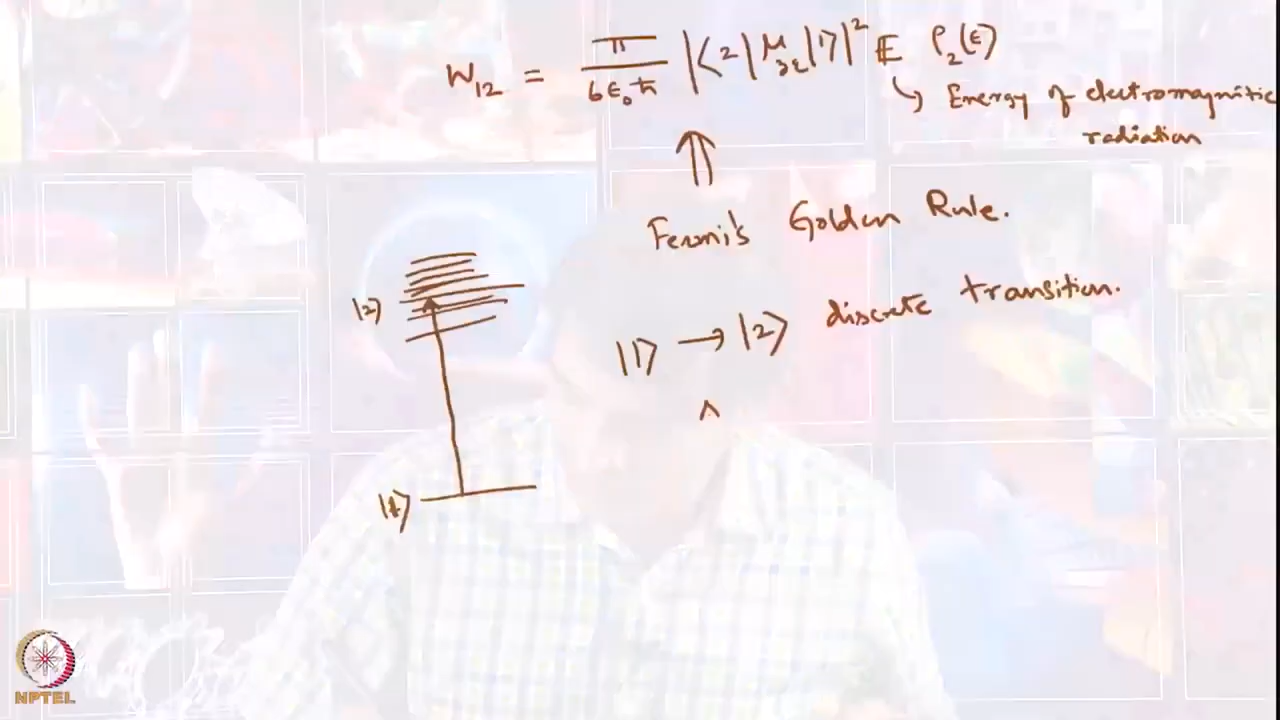 W₁₂ = π / 6ϵ₀ħ |⟨2|μ_zε|1⟩|² E ρ₂(ϵ)
↳ Energy of electromagnetic
radiation
⇑
Fermi's Golden Rule.
|2⟩
|1⟩ → |2⟩ discrete transition.
^
|1⟩
NPTEL